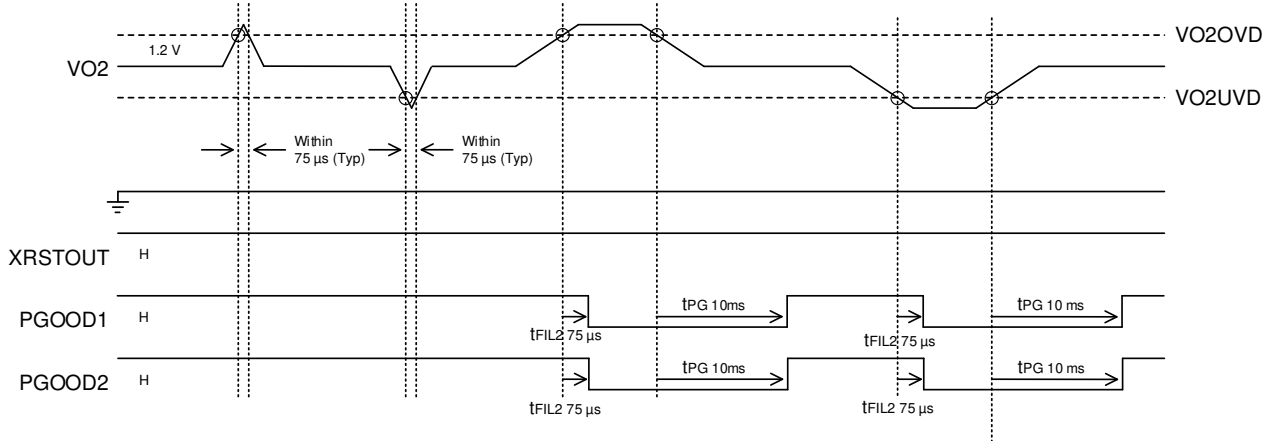 VO2OVD
1.2 V
VO2
VO2UVD
Within
75 µs (Typ)
Within
75 µs (Typ)
XRSTOUT H
PGOOD1 H
tPG 10ms
tPG 10 ms
tFIL2 75 µs
tFIL2 75 µs
PGOOD2 H
tPG 10ms
tPG 10 ms
tFIL2 75 µs
tFIL2 75 µs